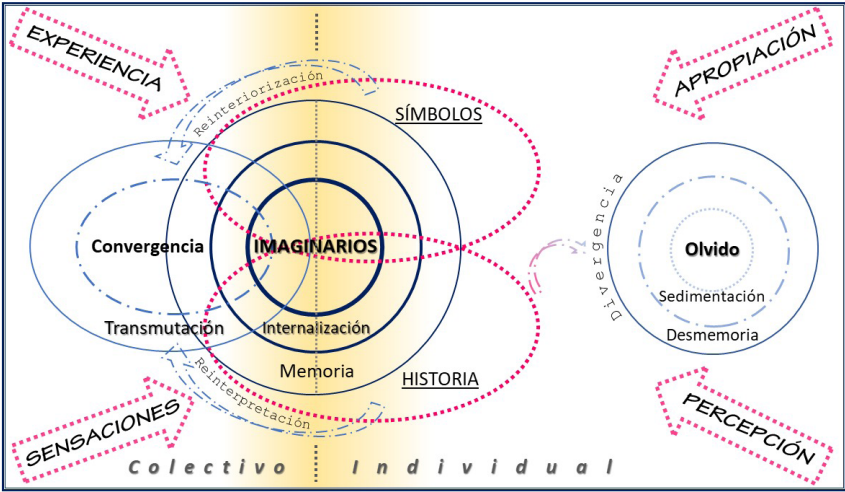 EXPERIENCIA
APROPIACIÓN
Reinteriorización
SÍMBOLOS
Divergencia
Convergencia
IMAGINARIOS
Olvido
Sedimentación
Transmutación
Internalización
Desmemoria
Memoria
HISTORIA
Reinterpretación
SENSACIONES
PERCEPCIÓN
Colectivo
Individual